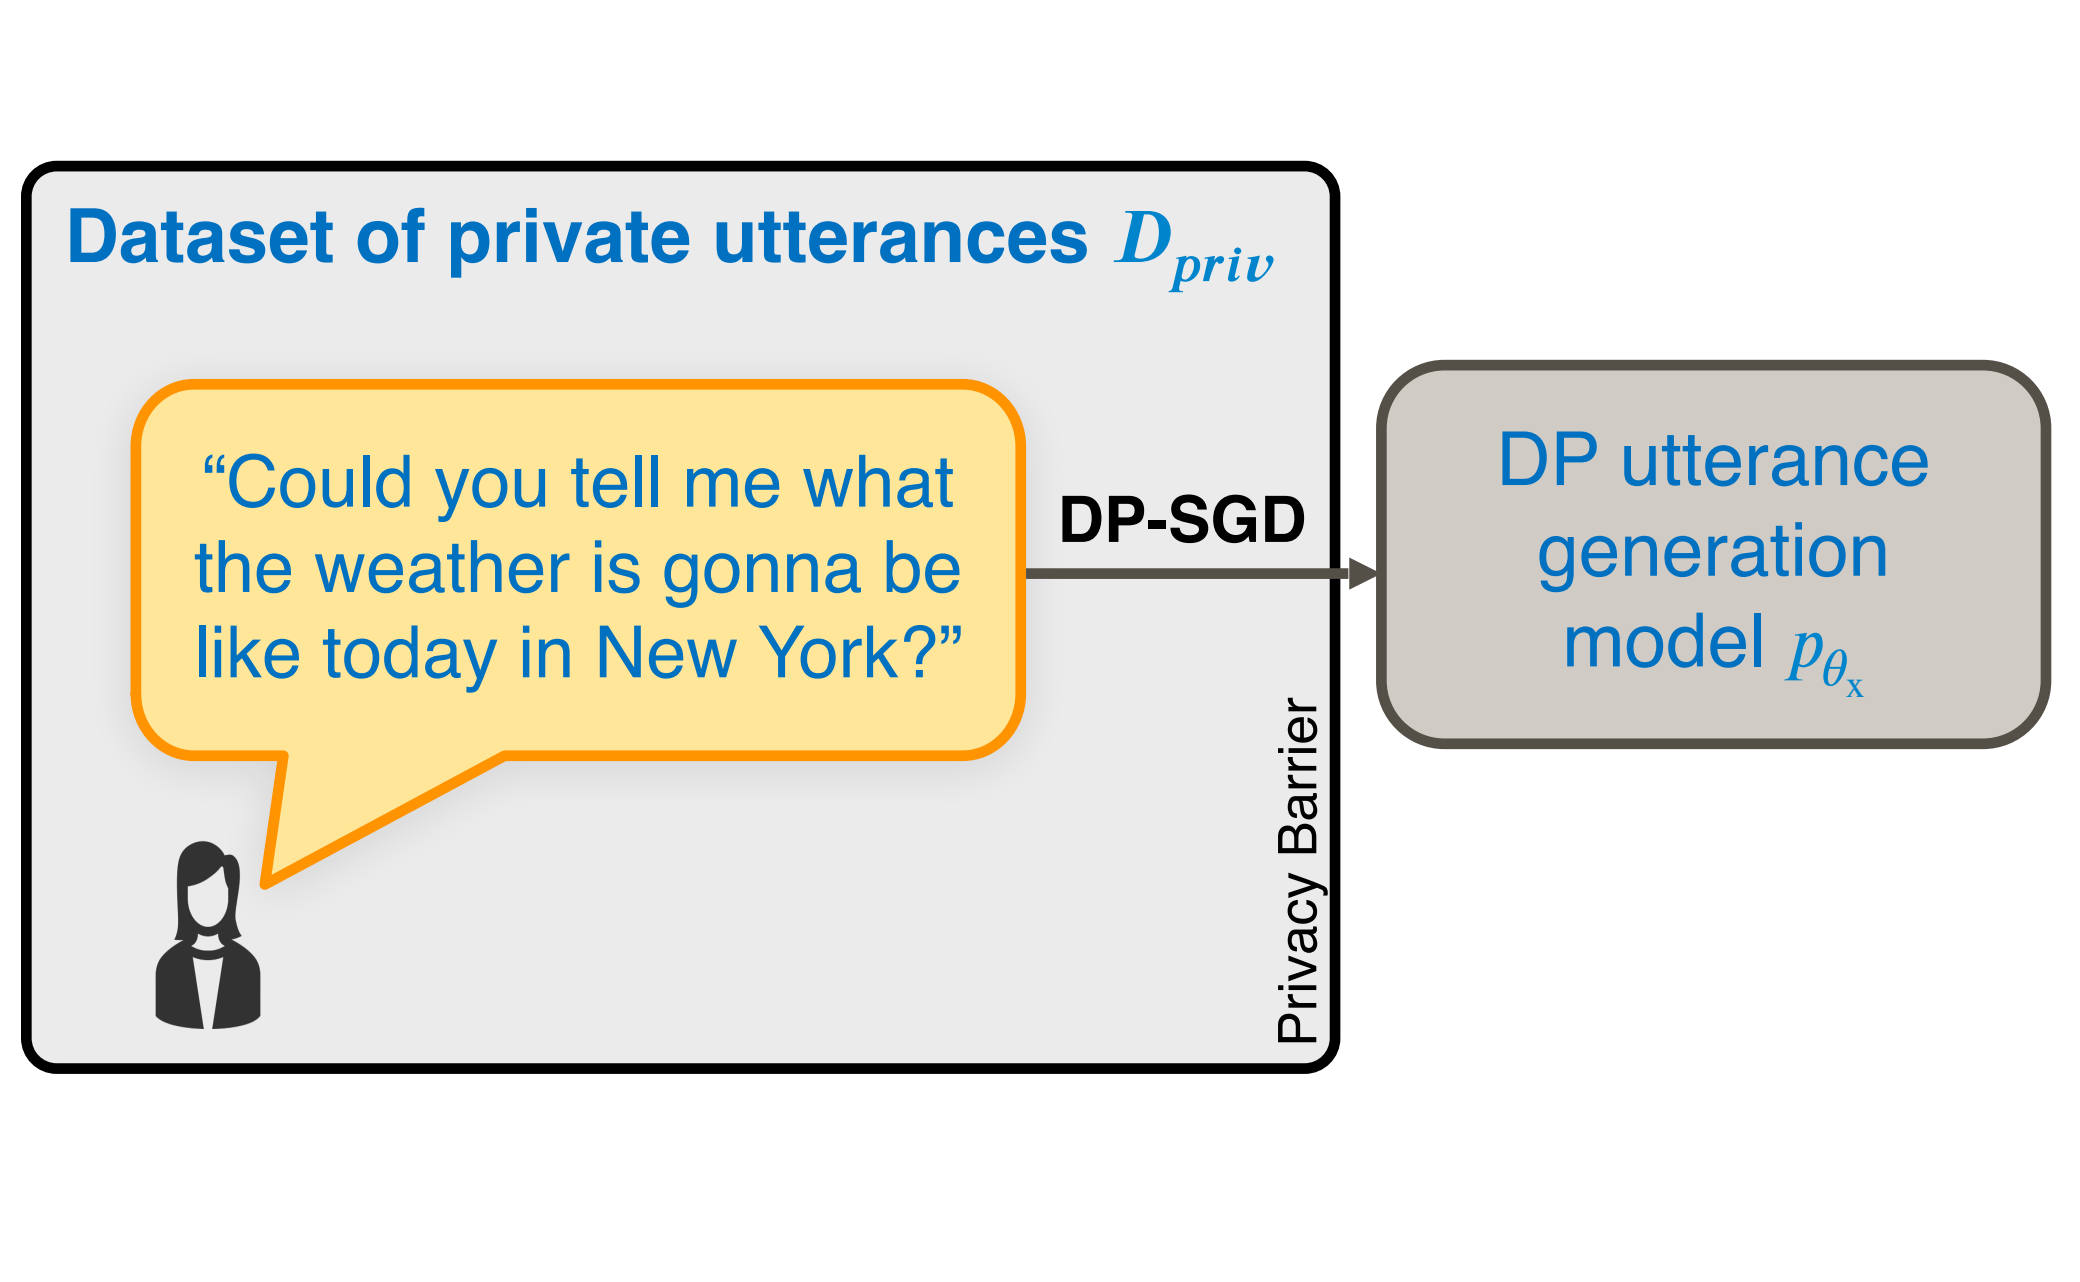 Dataset of private utterances D_priv
“Could you tell me what
the weather is gonna be
like today in New York?”
DP-SGD
Privacy Barrier
DP utterance
generation
model p_θ_x